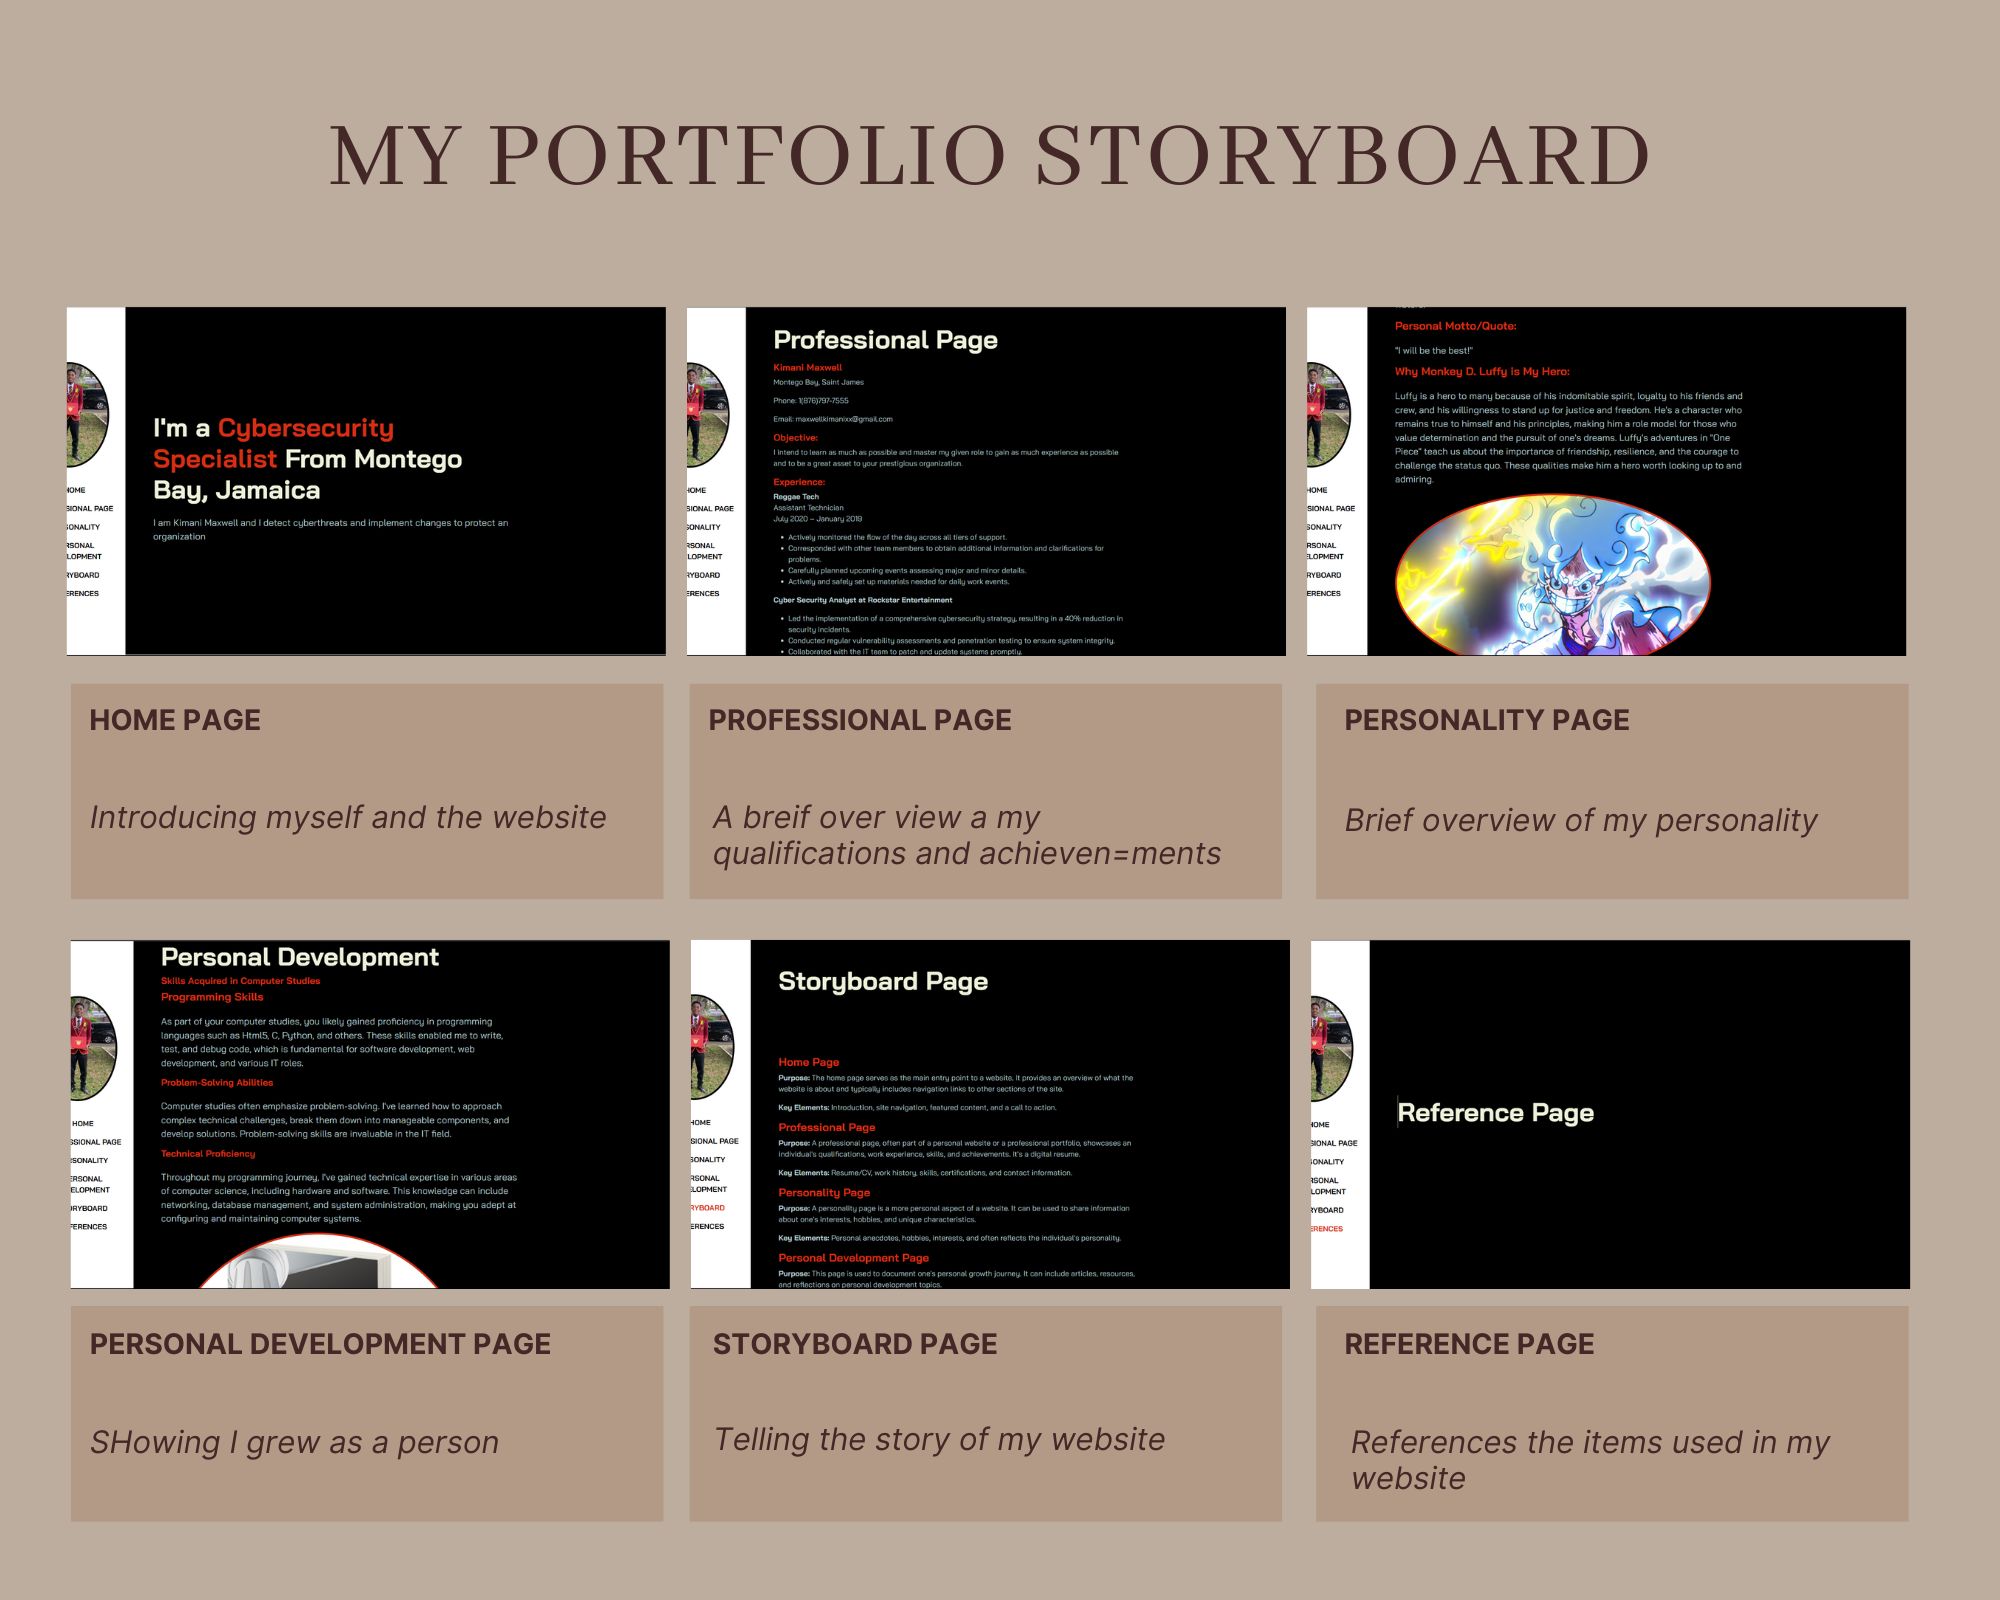 MY PORTFOLIO STORYBOARD
HOME
SIONAL PAGE
SONALITY
RSONAL
LOPMENT
RYBOARD
ERENCES
I'm a Cybersecurity
Specialist From Montego
Bay, Jamaica
I am Kimani Maxwell and I detect cyberthreats and implement changes to protect an
organization
HOME
SIONAL PAGE
SONALITY
RSONAL
LOPMENT
RYBOARD
ERENCES
Professional Page
Kimani Maxwell
Montego Bay, Saint James
Phone: 1(876)797-7555
Email: maxwellkimanixx@gmail.com
Objective:
I intend to learn as much as possible and master my given role to gain as much experience as possible
and to be a great asset to your prestigious organization.
Experience:
Reggae Tech
Assistant Technician
July 2020 – January 2019
• Actively monitored the flow of the day across all tiers of support.
• Corresponded with other team members to obtain additional information and clarifications for
problems.
• Carefully planned upcoming events assessing major and minor details.
• Actively and safely set up materials needed for daily work events.
Cyber Security Analyst at Rockstar Entertainment
• Led the implementation of a comprehensive cybersecurity strategy, resulting in a 40% reduction in
security incidents.
• Conducted regular vulnerability assessments and penetration testing to ensure system integrity.
• Collaborated with the IT team to patch and update systems promptly.
HOME
SIONAL PAGE
SONALITY
RSONAL
LOPMENT
RYBOARD
ERENCES
Personal Motto/Quote:
"I will be the best!"
Why Monkey D. Luffy Is My Hero:
Luffy is a hero to many because of his indomitable spirit, loyalty to his friends and
crew, and his willingness to stand up for justice and freedom. He's a character who
remains true to himself and his principles, making him a role model for those who
value determination and the pursuit of one's dreams. Luffy's adventures in "One
Piece" teach us about the importance of friendship, resilience, and the courage to
challenge the status quo. These qualities make him a hero worth looking up to and
admiring.
HOME PAGE
Introducing myself and the website
PROFESSIONAL PAGE
A breif over view a my
qualifications and achieven=ments
PERSONALITY PAGE
Brief overview of my personality
HOME
SSIONAL PAGE
RSONALITY
ERSONAL
ELOPMENT
ORYBOARD
FERENCES
Personal Development
Skills Acquired in Computer Studies
Programming Skills
As part of your computer studies, you likely gained proficiency in programming
languages such as Html5, C, Python, and others. These skills enabled me to write,
test, and debug code, which is fundamental for software development, web
development, and various IT roles.
Problem-Solving Abilities
Computer studies often emphasize problem-solving. I've learned how to approach
complex technical challenges, break them down into manageable components, and
develop solutions. Problem-solving skills are invaluable in the IT field.
Technical Proficiency
Throughout my programming journey, I've gained technical expertise in various areas
of computer science, including hardware and software. This knowledge can include
networking, database management, and system administration, making you adept at
configuring and maintaining computer systems.
HOME
SIONAL PAGE
SONALITY
RSONAL
ELOPMENT
RYBOARD
ERENCES
Storyboard Page
Home Page
Purpose: The home page serves as the main entry point to a website. It provides an overview of what the
website is about and typically includes navigation links to other sections of the site.
Key Elements: Introduction, site navigation, featured content, and a call to action.
Professional Page
Purpose: A professional page, often part of a personal website or a professional portfolio, showcases an
individual's qualifications, work experience, skills, and achievements. It's a digital resume.
Key Elements: Resume/CV, work history, skills, certifications, and contact information.
Personality Page
Purpose: A personality page is a more personal aspect of a website. It can be used to share information
about one's interests, hobbies, and unique characteristics.
Key Elements: Personal anecdotes, hobbies, interests, and often reflects the individual's personality.
Personal Development Page
Purpose: This page is used to document one's personal growth journey. It can include articles, resources,
and reflections on personal development topics.
HOME
SIONAL PAGE
SONALITY
RSONAL
LOPMENT
RYBOARD
ERENCES
Reference Page
PERSONAL DEVELOPMENT PAGE
SHowing I grew as a person
STORYBOARD PAGE
Telling the story of my website
REFERENCE PAGE
References the items used in my
website